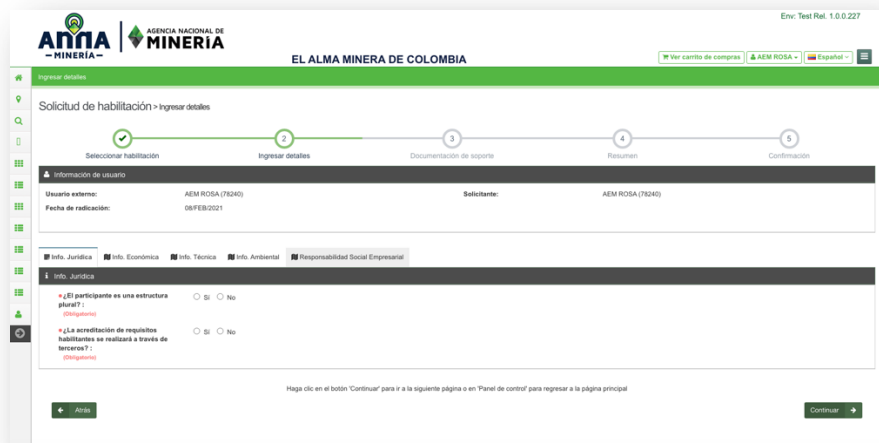 Env: Test Rel. 1.0.0.227
ANNA
–MINERÍA–
AGENCIA NACIONAL DE
MINERÍA
EL ALMA MINERA DE COLOMBIA
Ver carrito de compras
AEM ROSA
Español
Ingresar detalles
Solicitud de habilitación > Ingresar detalles
2 3 4 5
Seleccionar habilitación Ingresar detalles Documentación de soporte Resumen Confirmación
Información de usuario
Usuario externo: AEM ROSA (78240) Solicitante: AEM ROSA (78240)
Fecha de radicación: 08/FEB/2021
Info. Jurídica Info. Económica Info. Técnica Info. Ambiental Responsabilidad Social Empresarial
Info. Jurídica
*¿El participante es una estructura Sí No
plural? :
(Obligatorio)
*¿La acreditación de requisitos Sí No
habilitantes se realizará a través de
terceros? :
(Obligatorio)
Haga clic en el botón 'Continuar' para ir a la siguiente página o en 'Panel de control' para regresar a la página principal
Atrás Continuar